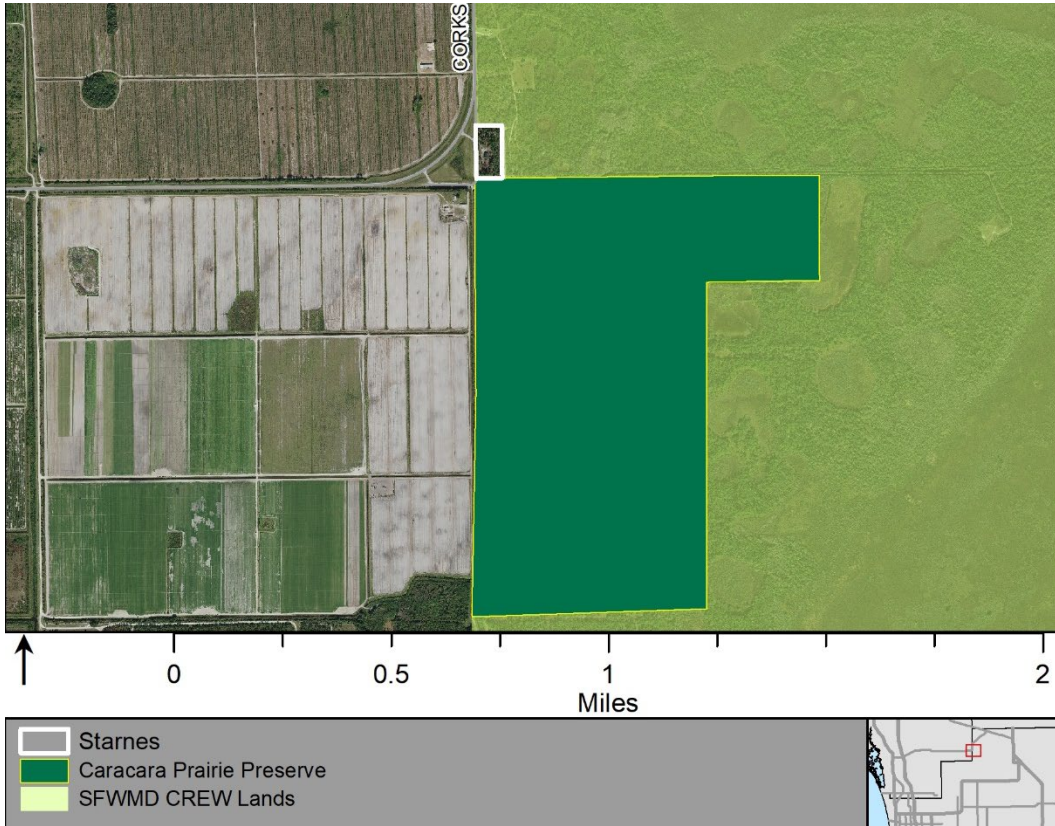 CORKS
0 0.5 1 2
Miles
Starnes
Caracara Prairie Preserve
SFWMD CREW Lands